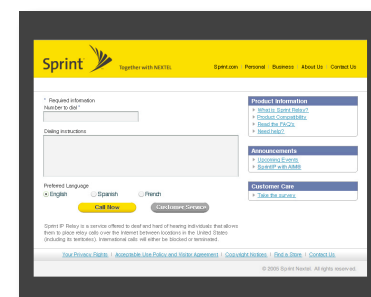 Sprint
Together with NEXTEL
Sprint.com | Personal | Business | About Us | Contact Us
* Required information
Number to dial *
Dialing instructions
Preferred Language
English Spanish French
Call Now Customer Service
Sprint IP Relay is a service offered to deaf and hard of hearing individuals that allows
them to place relay calls over the Internet between locations in the United States
(including its territories). International calls will either be blocked or terminated.
Product Information
What is Sprint Relay?
Product Compatibility
Read the FAQ's
Need help?
Announcements
Upcoming Events
SprintIP with AIM®
Customer Care
Take the survey
Your Privacy Rights | Acceptable Use Policy and Visitor Agreement | Copyright Notices | Find a Store | Contact Us
© 2006 Sprint Nextel. All rights reserved.